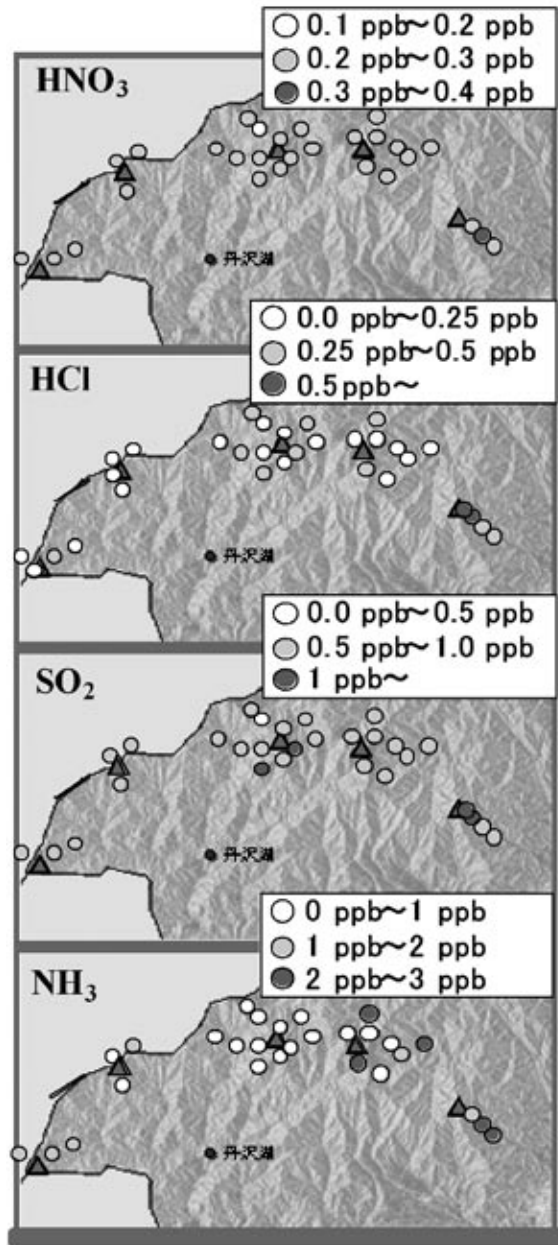 0.1 ppb～0.2 ppb
0.2 ppb～0.3 ppb
0.3 ppb～0.4 ppb
HNO₃
丹沢湖
0.0 ppb～0.25 ppb
0.25 ppb～0.5 ppb
0.5ppb～
HCl
丹沢湖
0.0 ppb～0.5 ppb
0.5 ppb～1.0 ppb
1 ppb～
SO₂
丹沢湖
0 ppb～1 ppb
1 ppb～2 ppb
2 ppb～3 ppb
NH₃
丹沢湖